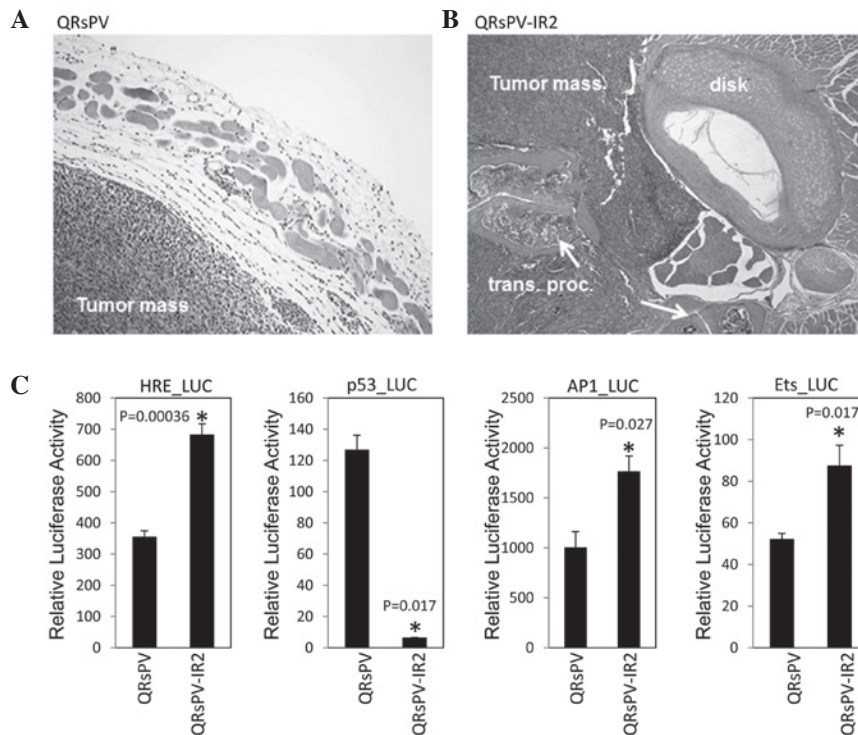 A
QRsPV
Tumor mass
B
QRsPV-IR2
Tumor mass
disk
trans. proc.
C
HRE_LUC
Relative Luciferase Activity
800
700
600
500
400
300
200
100
0
P=0.00036
*
QRsPV
QRsPV-IR2
p53_LUC
Relative Luciferase Activity
160
140
120
100
80
60
40
20
0
P=0.017
*
QRsPV
QRsPV-IR2
AP1_LUC
Relative Luciferase Activity
2500
2000
1500
1000
500
0
P=0.027
*
QRsPV
QRsPV-IR2
Ets_LUC
Relative Luciferase Activity
120
100
80
60
40
20
0
P=0.017
*
QRsPV
QRsPV-IR2